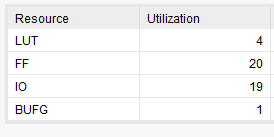 Resource Utilization
LUT 4
FF 20
IO 19
BUFG 1